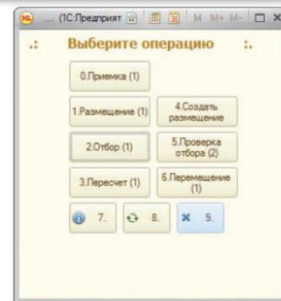 .... (1С:Предприят M M+ M-
.: Выберите операцию :.
0.Приемка (1)
1.Размещение (1)
4.Создать
размещение
2.Отбор (1)
5.Проверка
отбора (2)
3.Пересчет (1)
6.Перемещение
(1)
7.
8.
9.